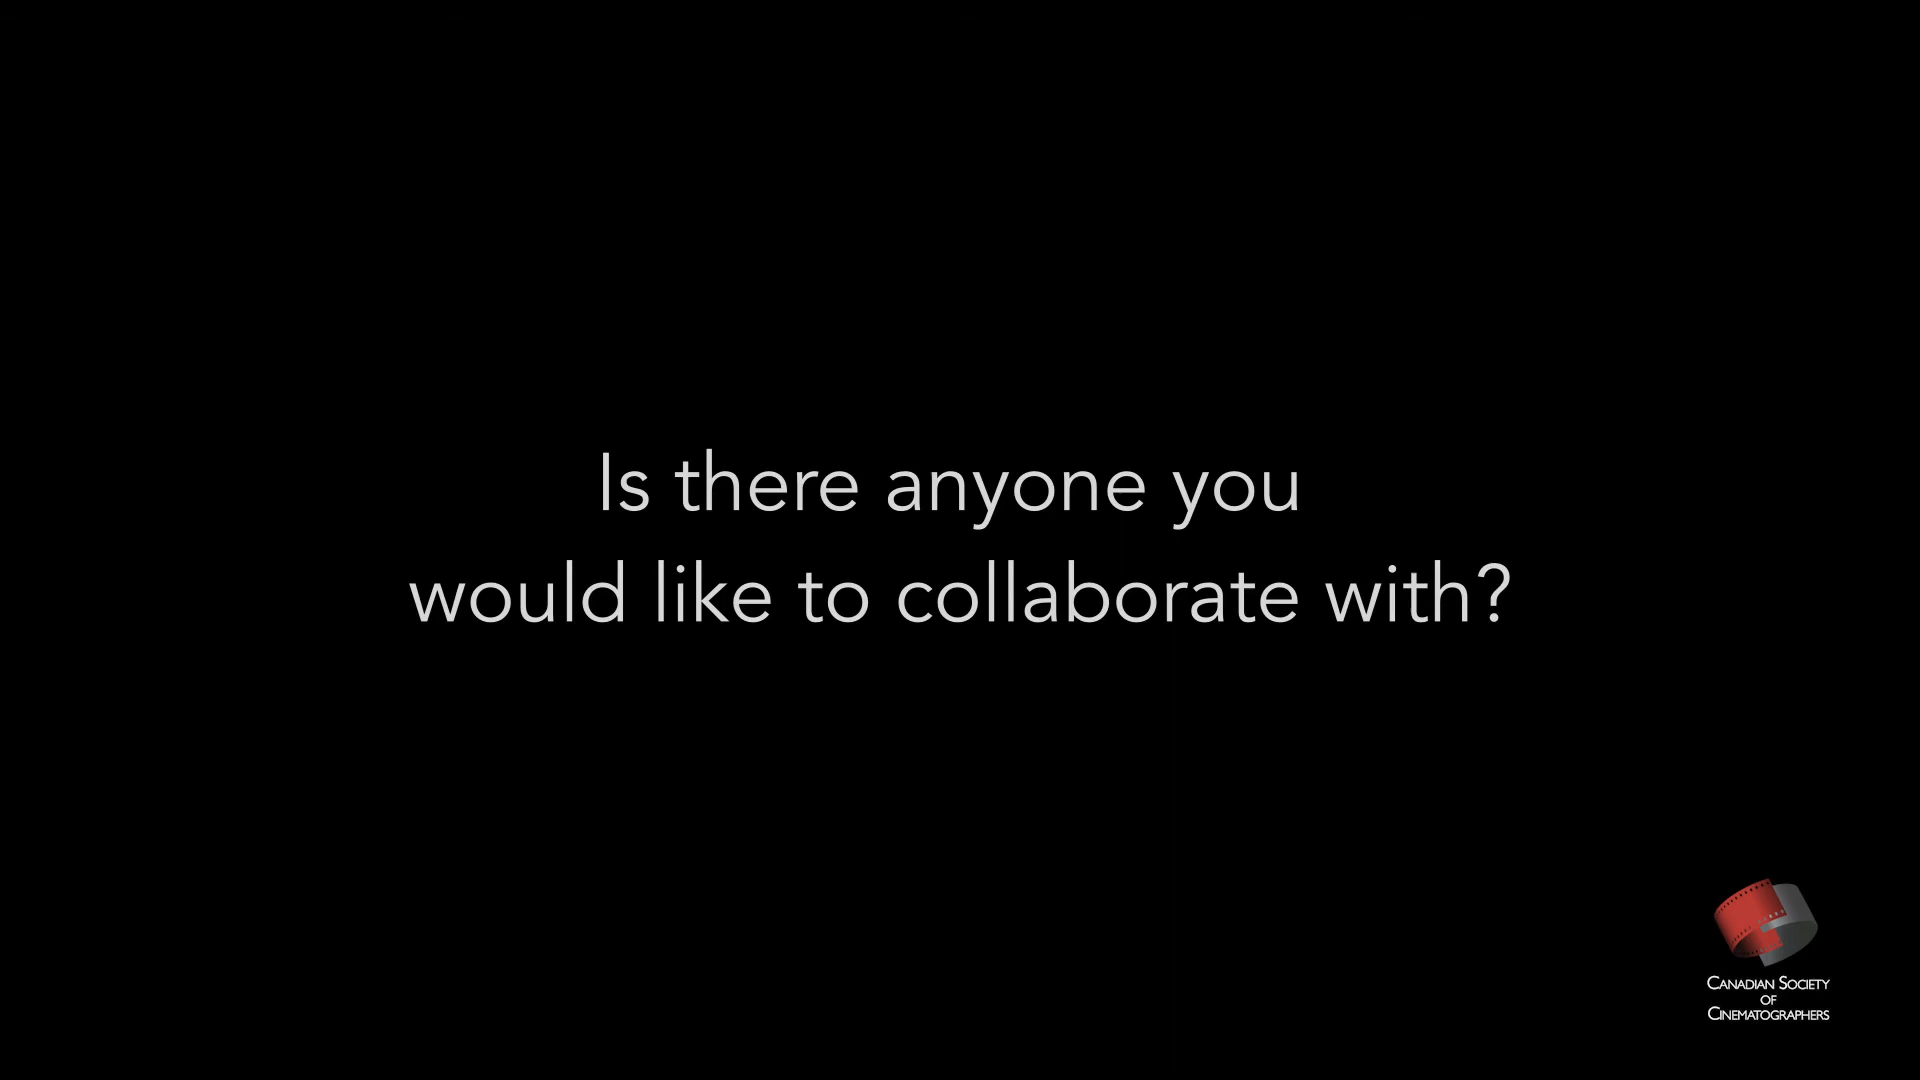 Is there anyone you
would like to collaborate with?
CANADIAN SOCIETY
OF
CINEMATOGRAPHERS